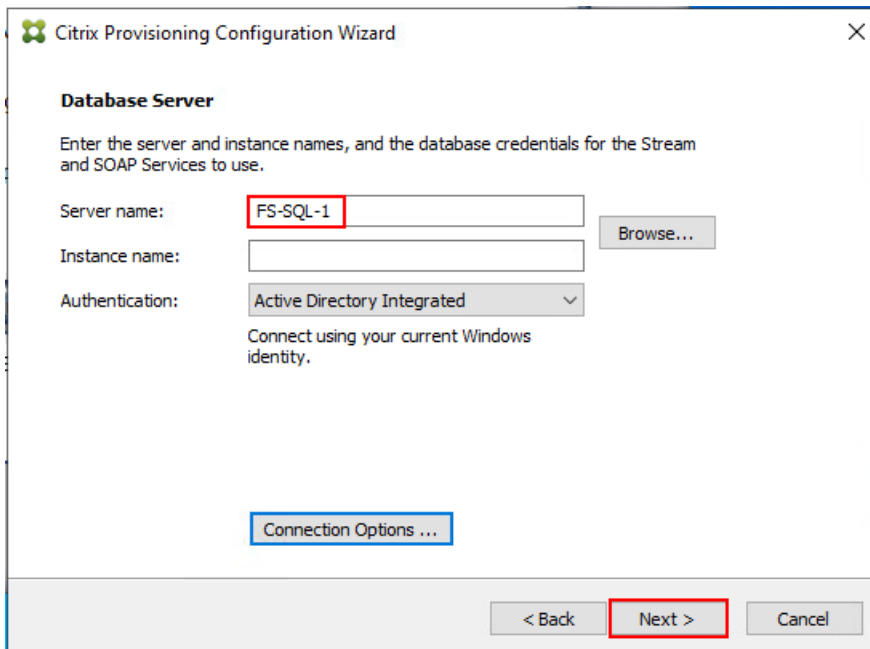 Citrix Provisioning Configuration Wizard
Database Server
Enter the server and instance names, and the database credentials for the Stream
and SOAP Services to use.
Server name:
FS-SQL-1
Browse...
Instance name:
Authentication:
Active Directory Integrated
Connect using your current Windows
identity.
Connection Options ...
< Back
Next >
Cancel